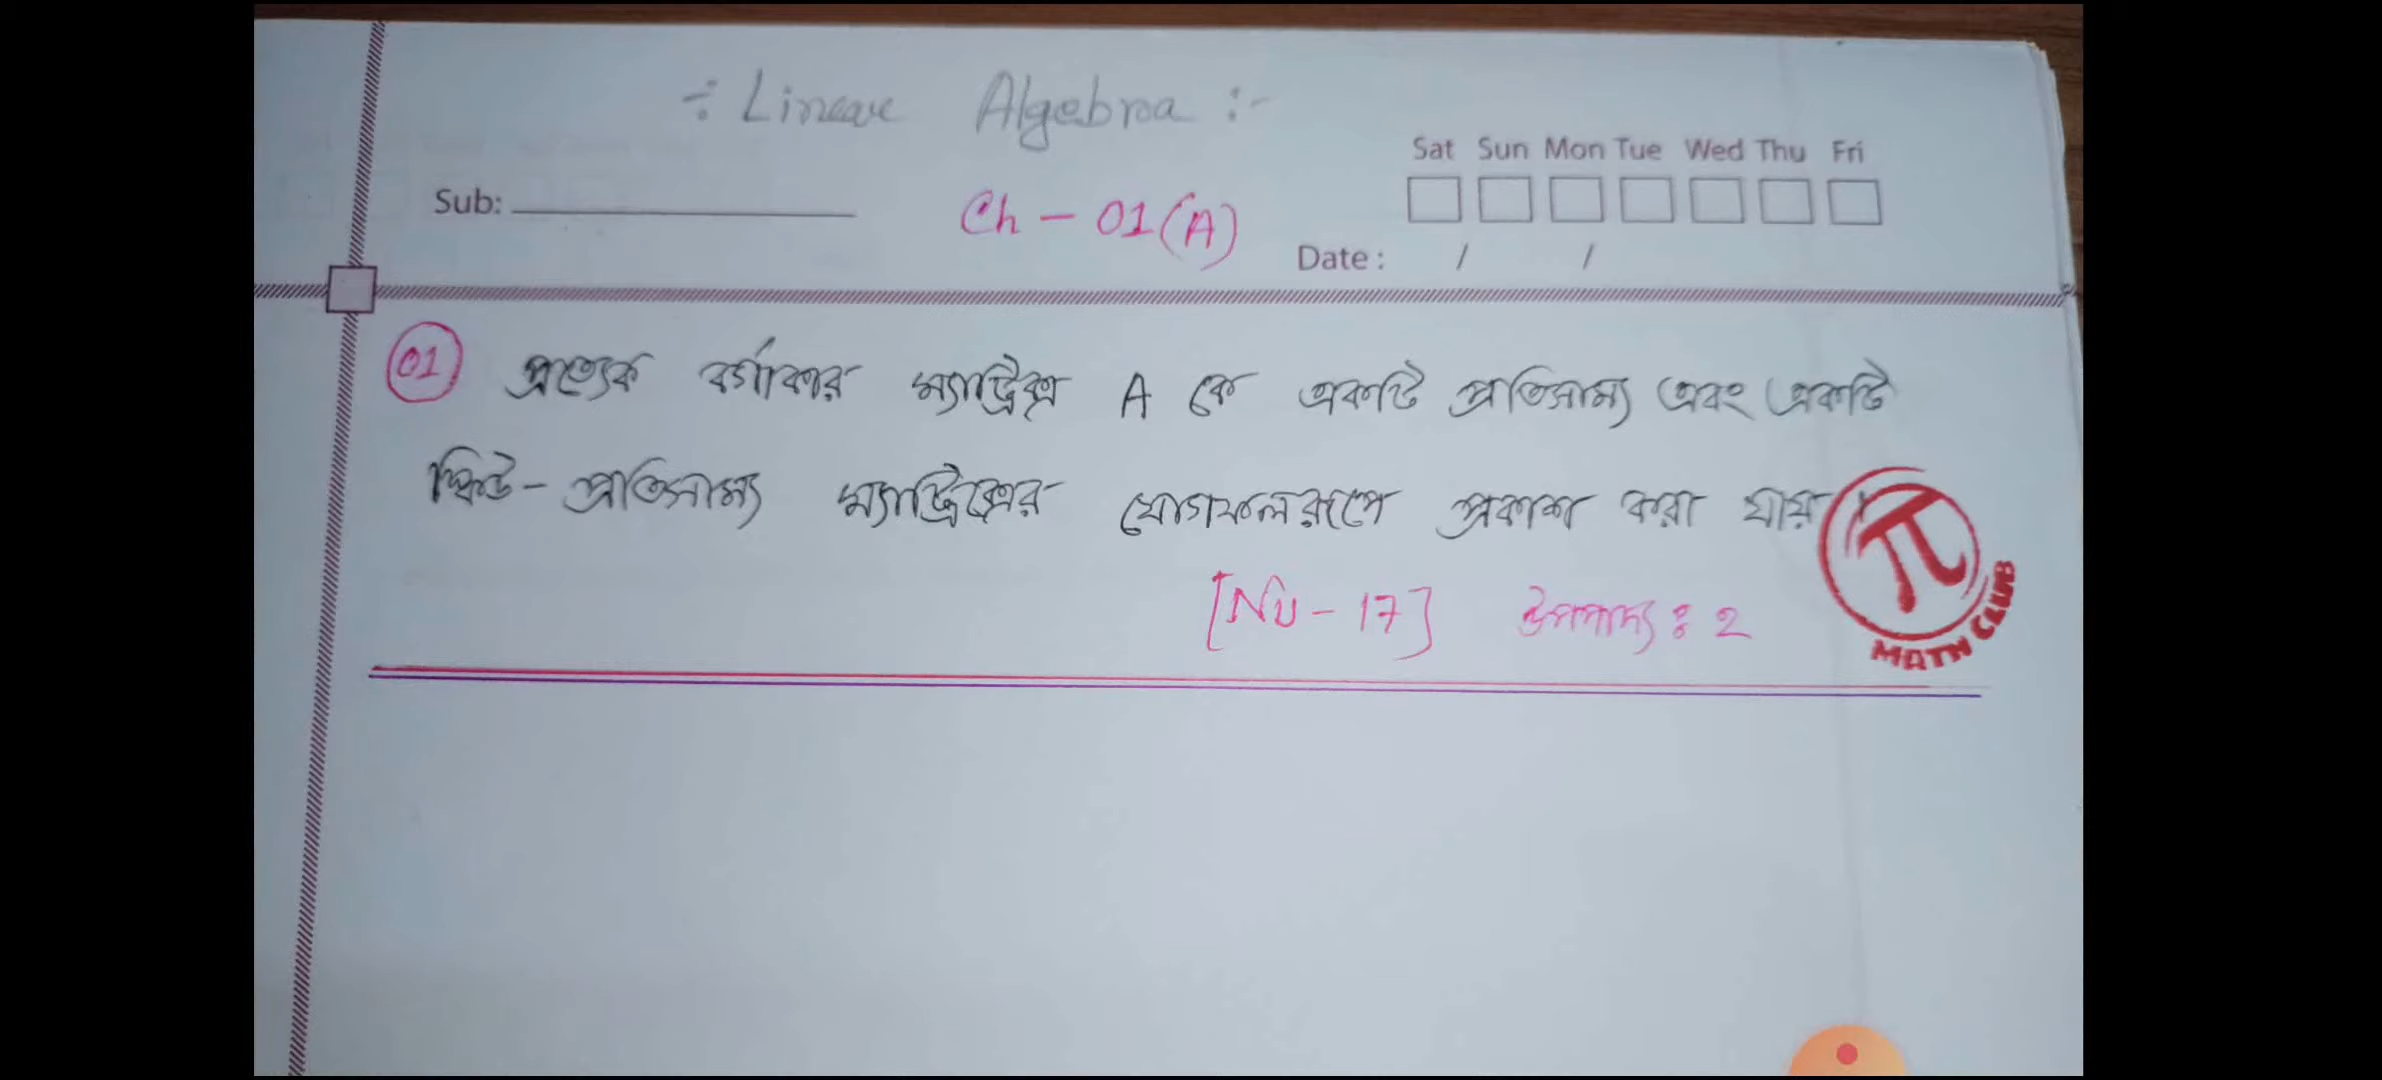 ÷ Linear Algebra :-
Sat Sun Mon Tue Wed Thu Fri
Sub:
Ch - 01(A)
Date : / /
01 প্রত্যেক বর্গাকার ম্যাট্রিক্স A কে একটি প্রতিসাম্য এবং একটি
স্কিউ - প্রতিসাম্য ম্যাট্রিক্সের যোগফলরূপে প্রকাশ করা যায়।
[NU - 17] উপপাদ্য : 2
π
MATH CLUB